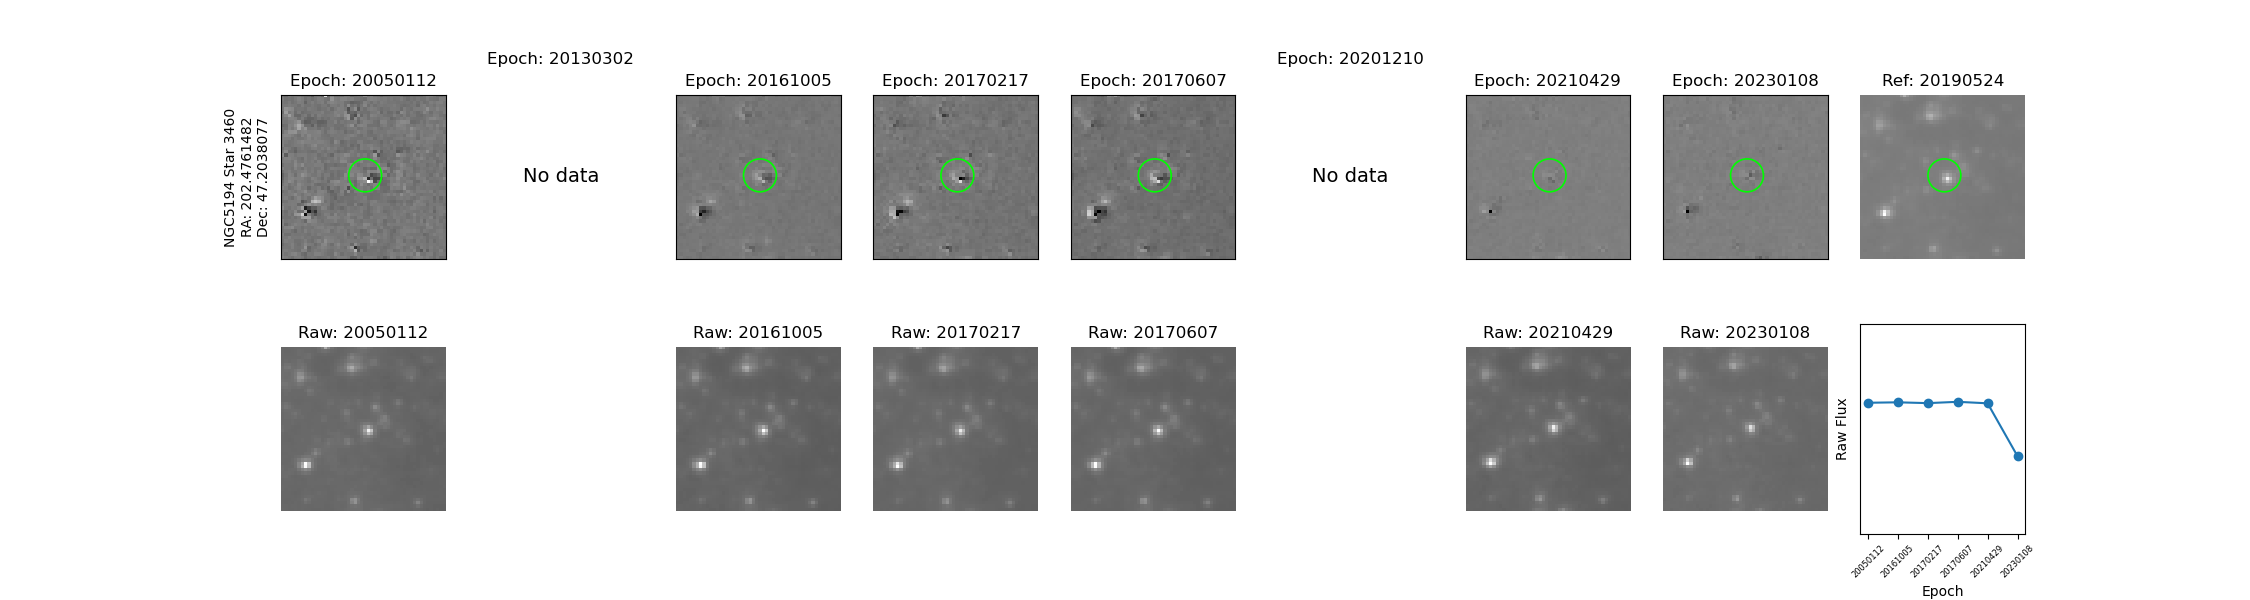 Epoch: 20050112
Epoch: 20130302
Epoch: 20161005
Epoch: 20170217
Epoch: 20170607
Epoch: 20201210
Epoch: 20210429
Epoch: 20230108
Ref: 20190524
NGC5194 Star 3460
RA: 202.4761482
Dec: 47.2038077
No data
No data
Raw: 20050112
Raw: 20161005
Raw: 20170217
Raw: 20170607
Raw: 20210429
Raw: 20230108
Raw Flux
20050112
20161005
20170217
20170607
20210429
20230108
Epoch